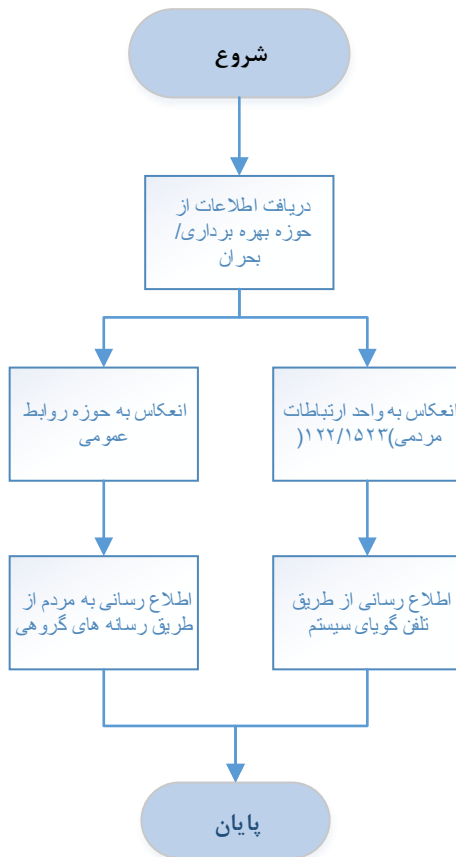 شروع
دریافت اطلاعات از
حوزه بهره برداری/
بحران
انعکاس به واحد ارتباطات
مردمی)۱۲۲/۱۵۲۳(
انعکاس به حوزه روابط
عمومی
اطلاع رسانی از طریق
تلفن گویای سیستم
اطلاع رسانی به مردم از
طریق رسانه های گروهی
پایان